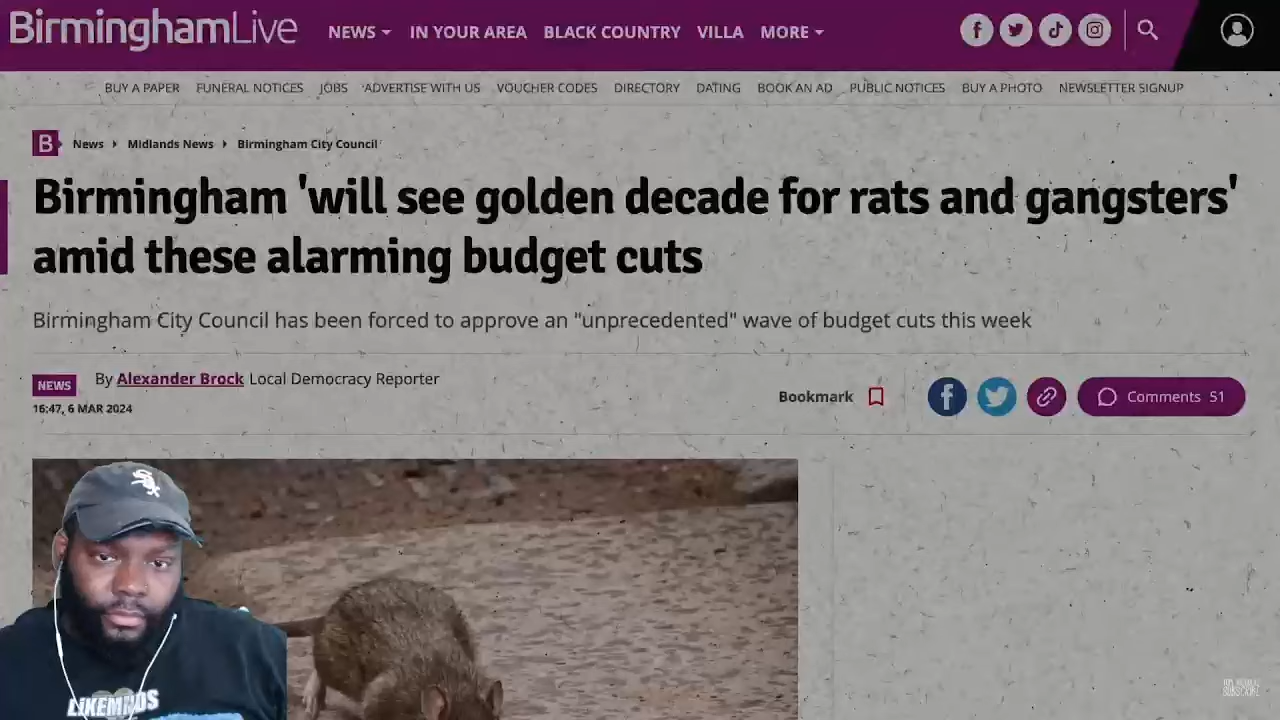 BirminghamLive
NEWS IN YOUR AREA BLACK COUNTRY VILLA MORE
BUY A PAPER FUNERAL NOTICES JOBS ADVERTISE WITH US VOUCHER CODES DIRECTORY DATING BOOK AN AD PUBLIC NOTICES BUY A PHOTO NEWSLETTER SIGNUP
B News Midlands News Birmingham City Council
Birmingham 'will see golden decade for rats and gangsters'
amid these alarming budget cuts
Birmingham City Council has been forced to approve an "unprecedented" wave of budget cuts this week
NEWS By Alexander Brock Local Democracy Reporter
16:47, 6 MAR 2024
Bookmark
Comments 51
LIKEMINDS
SUBSCRIBE